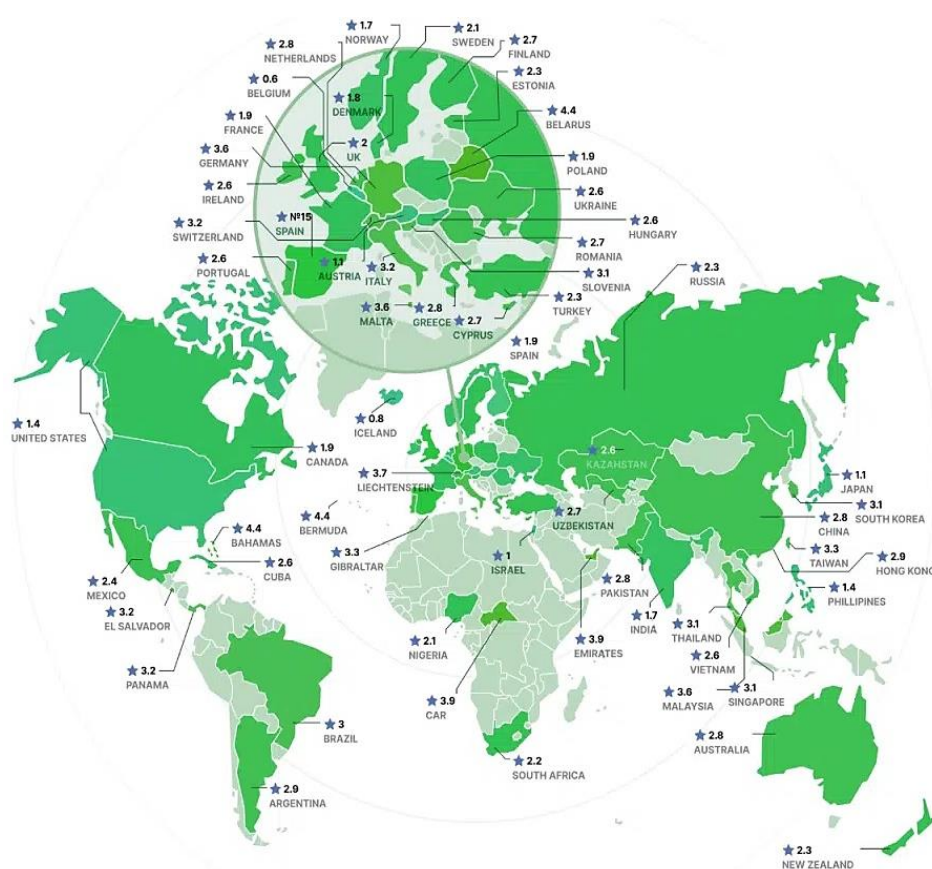 1.7
NORWAY
2.1
SWEDEN
2.8
NETHERLANDS
2.7
FINLAND
0.6
BELGIUM
2.3
ESTONIA
1.8
DENMARK
1.9
FRANCE
4.4
BELARUS
3.6
GERMANY
2
UK
1.9
POLAND
2.6
IRELAND
2.6
UKRAINE
3.2
SWITZERLAND
№15
SPAIN
2.6
HUNGARY
2.6
PORTUGAL
1.1
AUSTRIA
3.2
ITALY
2.7
ROMANIA
3.1
SLOVENIA
2.3
RUSSIA
3.6
MALTA
2.8
GREECE
2.7
CYPRUS
2.3
TURKEY
1.9
SPAIN
1.4
UNITED STATES
0.8
ICELAND
1.9
CANADA
2.6
KAZAHSTAN
3.7
LIECHTENSTEIN
1.1
JAPAN
3.1
SOUTH KOREA
4.4
BAHAMAS
4.4
BERMUDA
2.7
UZBEKISTAN
2.8
CHINA
3.3
GIBRALTAR
1
ISRAEL
3.3
TAIWAN
2.9
HONG KONG
2.6
CUBA
2.4
MEXICO
2.8
PAKISTAN
1.4
PHILLIPINES
3.2
EL SALVADOR
1.7
INDIA
3.1
THAILAND
2.1
NIGERIA
3.9
EMIRATES
2.6
VIETNAM
3.2
PANAMA
3.9
CAR
3.6
MALAYSIA
3.1
SINGAPORE
3
BRAZIL
2.8
AUSTRALIA
2.2
SOUTH AFRICA
2.9
ARGENTINA
2.3
NEW ZEALAND